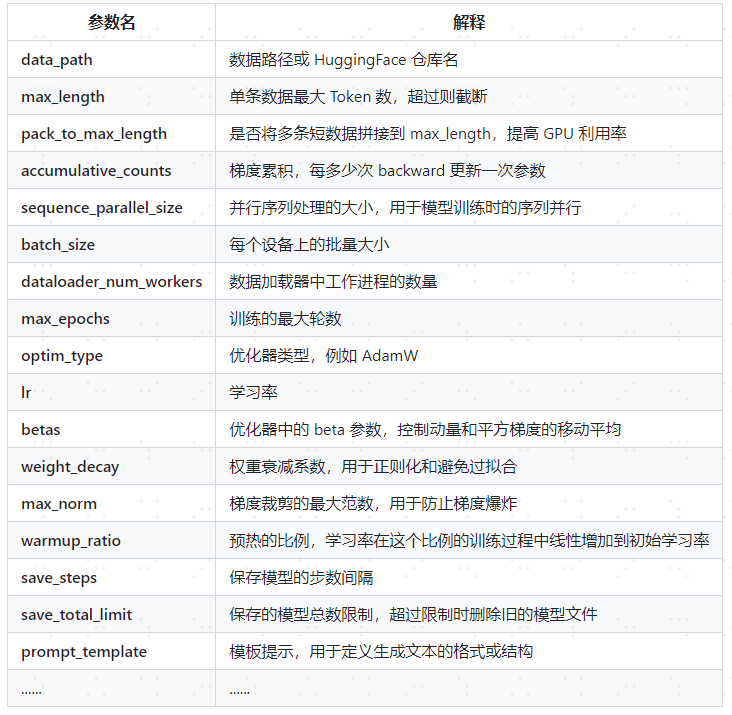 参数名 解释
data_path 数据路径或 HuggingFace 仓库名
max_length 单条数据最大 Token 数，超过则截断
pack_to_max_length 是否将多条短数据拼接到 max_length，提高 GPU 利用率
accumulative_counts 梯度累积，每多少次 backward 更新一次参数
sequence_parallel_size 并行序列处理的大小，用于模型训练时的序列并行
batch_size 每个设备上的批量大小
dataloader_num_workers 数据加载器中工作进程的数量
max_epochs 训练的最大轮数
optim_type 优化器类型，例如 AdamW
lr 学习率
betas 优化器中的 beta 参数，控制动量和平方梯度的移动平均
weight_decay 权重衰减系数，用于正则化和避免过拟合
max_norm 梯度裁剪的最大范数，用于防止梯度爆炸
warmup_ratio 预热的比例，学习率在这个比例的训练过程中线性增加到初始学习率
save_steps 保存模型的步数间隔
save_total_limit 保存的模型总数限制，超过限制时删除旧的模型文件
prompt_template 模板提示，用于定义生成文本的格式或结构
...... ......